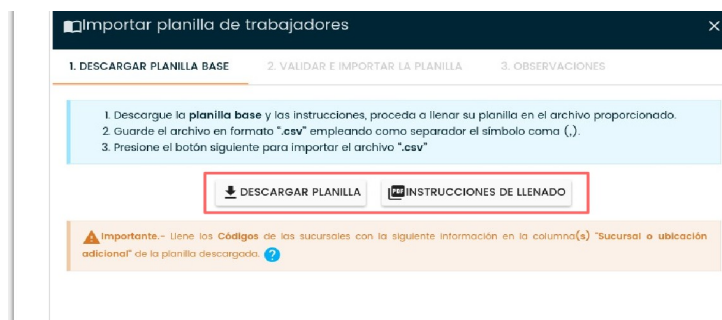 Importar planilla de trabajadores
1. DESCARGAR PLANILLA BASE 2. VALIDAR E IMPORTAR LA PLANILLA 3. OBSERVACIONES
1. Descargue la planilla base y las instrucciones, proceda a llenar su planilla en el archivo proporcionado.
2. Guarde el archivo en formato ".csv" empleando como separador el símbolo coma (,).
3. Presione el botón siguiente para importar el archivo ".csv"
DESCARGAR PLANILLA PDF INSTRUCCIONES DE LLENADO
Importante.- Llene los Códigos de las sucursales con la siguiente información en la columna(s) "Sucursal o ubicación
adicional" de la planilla descargada. ?